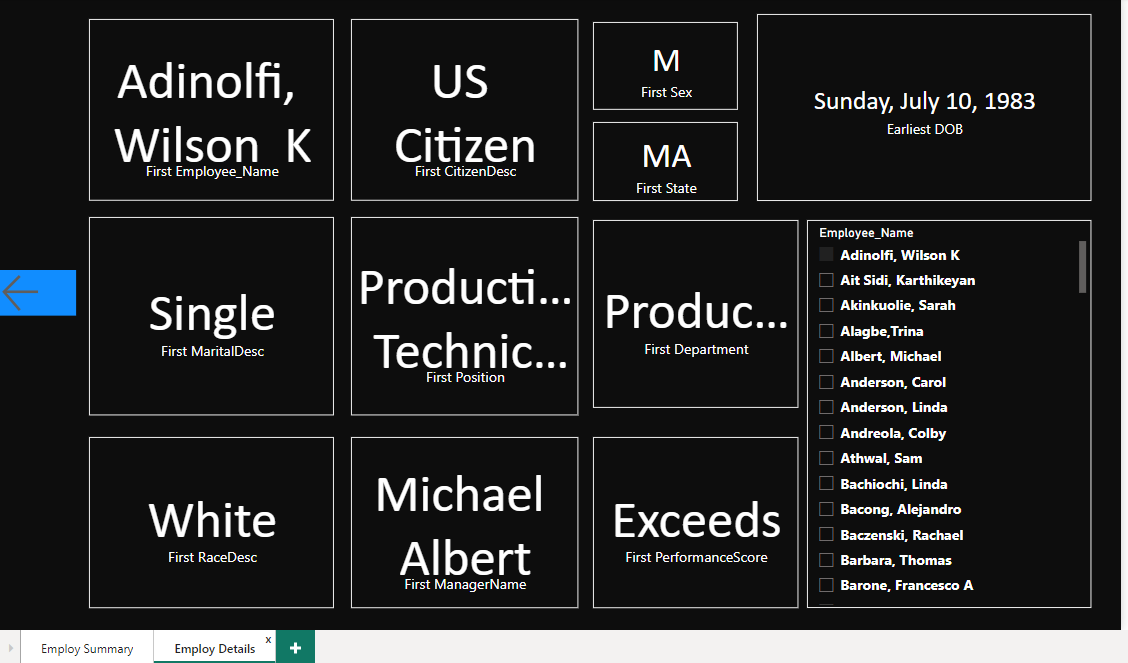 Adinolfi,
Wilson K
First Employee_Name
US
Citizen
First CitizenDesc
M
First Sex
MA
First State
Sunday, July 10, 1983
Earliest DOB
Single
First MaritalDesc
Producti...
Technic...
First Position
Produc...
First Department
Employee_Name
Adinolfi, Wilson K
Ait Sidi, Karthikeyan
Akinkuolie, Sarah
Alagbe,Trina
Albert, Michael
Anderson, Carol
Anderson, Linda
Andreola, Colby
Athwal, Sam
Bachiochi, Linda
Bacong, Alejandro
Baczenski, Rachael
Barbara, Thomas
Barone, Francesco A
White
First RaceDesc
Michael
Albert
First ManagerName
Exceeds
First PerformanceScore
Employ Summary
Employ Details
x
+